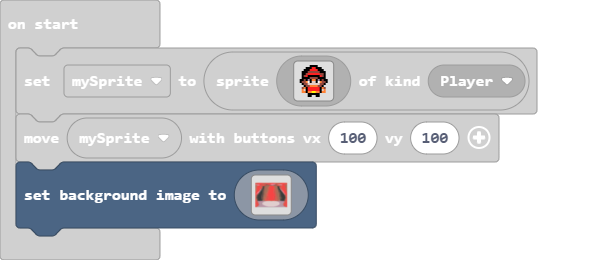 on start
set mySprite to sprite of kind Player
move mySprite with buttons vx 100 vy 100
set background image to